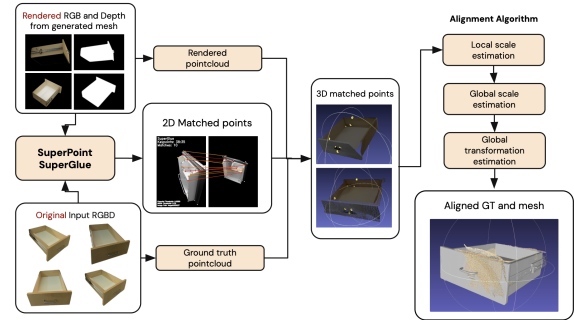 Rendered RGB and Depth
from generated mesh
Rendered
pointcloud
SuperPoint
SuperGlue
2D Matched points
SuperGlue
Original Input RGBD
Ground truth
pointcloud
3D matched points
Alignment Algorithm
Local scale
estimation
Global scale
estimation
Global
transformation
estimation
Aligned GT and mesh